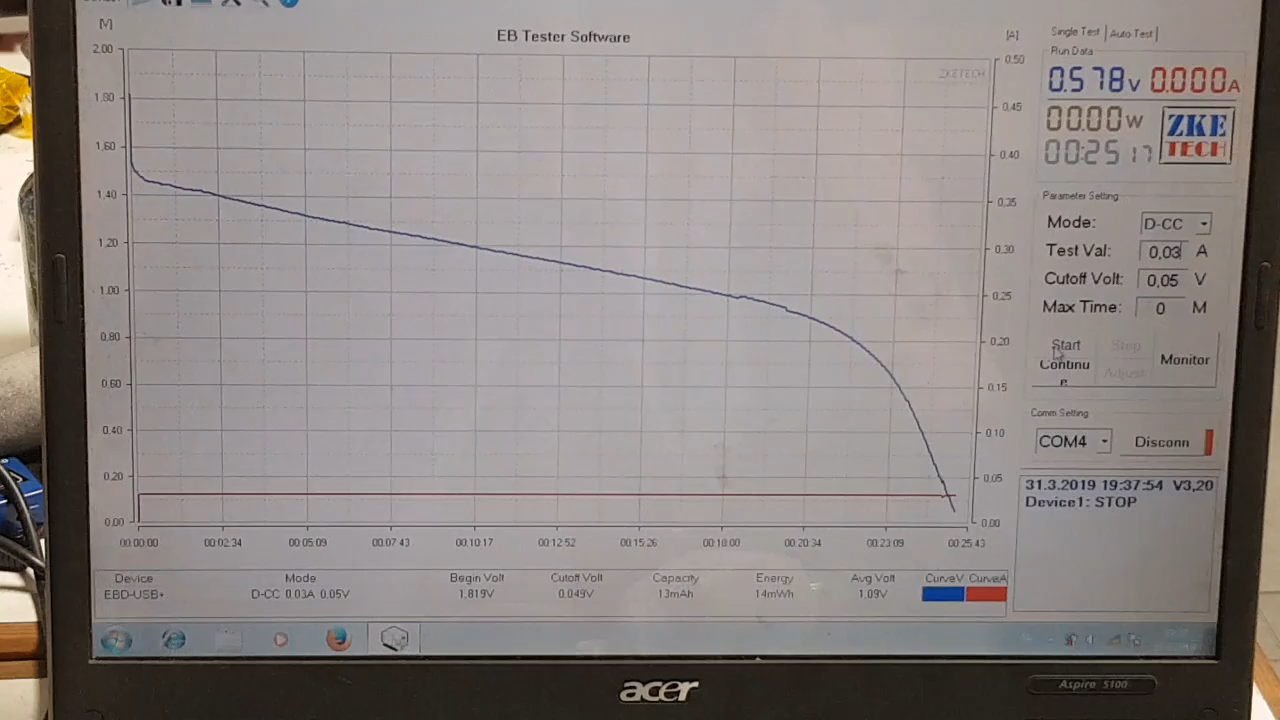 EB Tester Software
[A]
Single Test Auto Test
Run Data
0.578V 0.000A
00.00W
00:25 17
ZKE
TECH
ZKETECH
2.00
1.80
1.60
1.40
1.20
1.00
0.80
0.60
0.40
0.20
0.00
0.50
0.45
0.40
0.35
0.30
0.25
0.20
0.15
0.10
0.05
0.00
00:00:00 00:02:34 00:05:09 00:07:43 00:10:17 00:12:52 00:15:26 00:18:00 00:20:34 00:23:09 00:25:43
Parameter Setting
Mode: D-CC
Test Val: 0,03 A
Cutoff Volt: 0,05 V
Max Time: 0 M
Start Stop
Continu
e
Adjust
Monitor
Comm Setting
COM4 Disconn
31.3.2019 19:37:54 V3,20
Device1: STOP
Device Mode Begin Volt Cutoff Volt Capacity Energy Avg Volt CurveV CurveA
EBD-USB+ D-CC 0.03A 0.05V 1,819V 0.049V 13mAh 14mWh 1,09V
acer
Aspire 5100